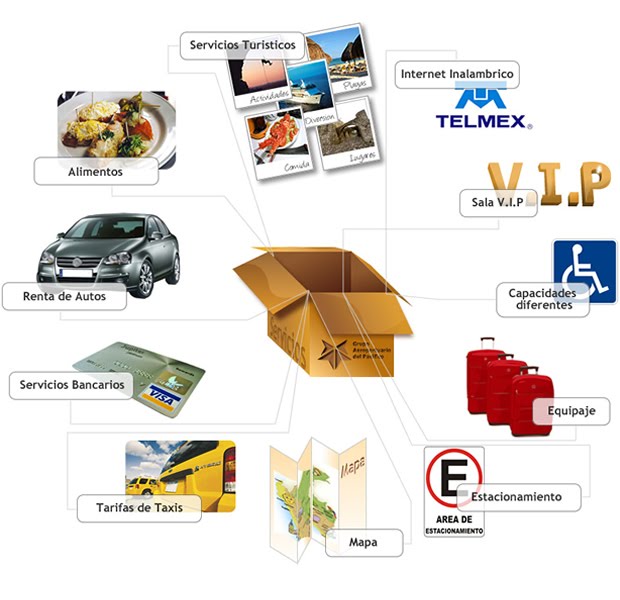 Servicios Turisticos
Internet Inalambrico
Actividades
Playas
Diversion
Comida
Lugares
TELMEX®
Alimentos
V.I.P
Sala V.I.P
Renta de Autos
Capacidades
diferentes
Servicios
Grupo
Aeroportuario
del Pacifico
Servicios Bancarios
VISA
Equipaje
HYBRID
Tarifas de Taxis
Mapa
Mapa
E
Estacionamiento
AREA DE
ESTACIONAMIENTO